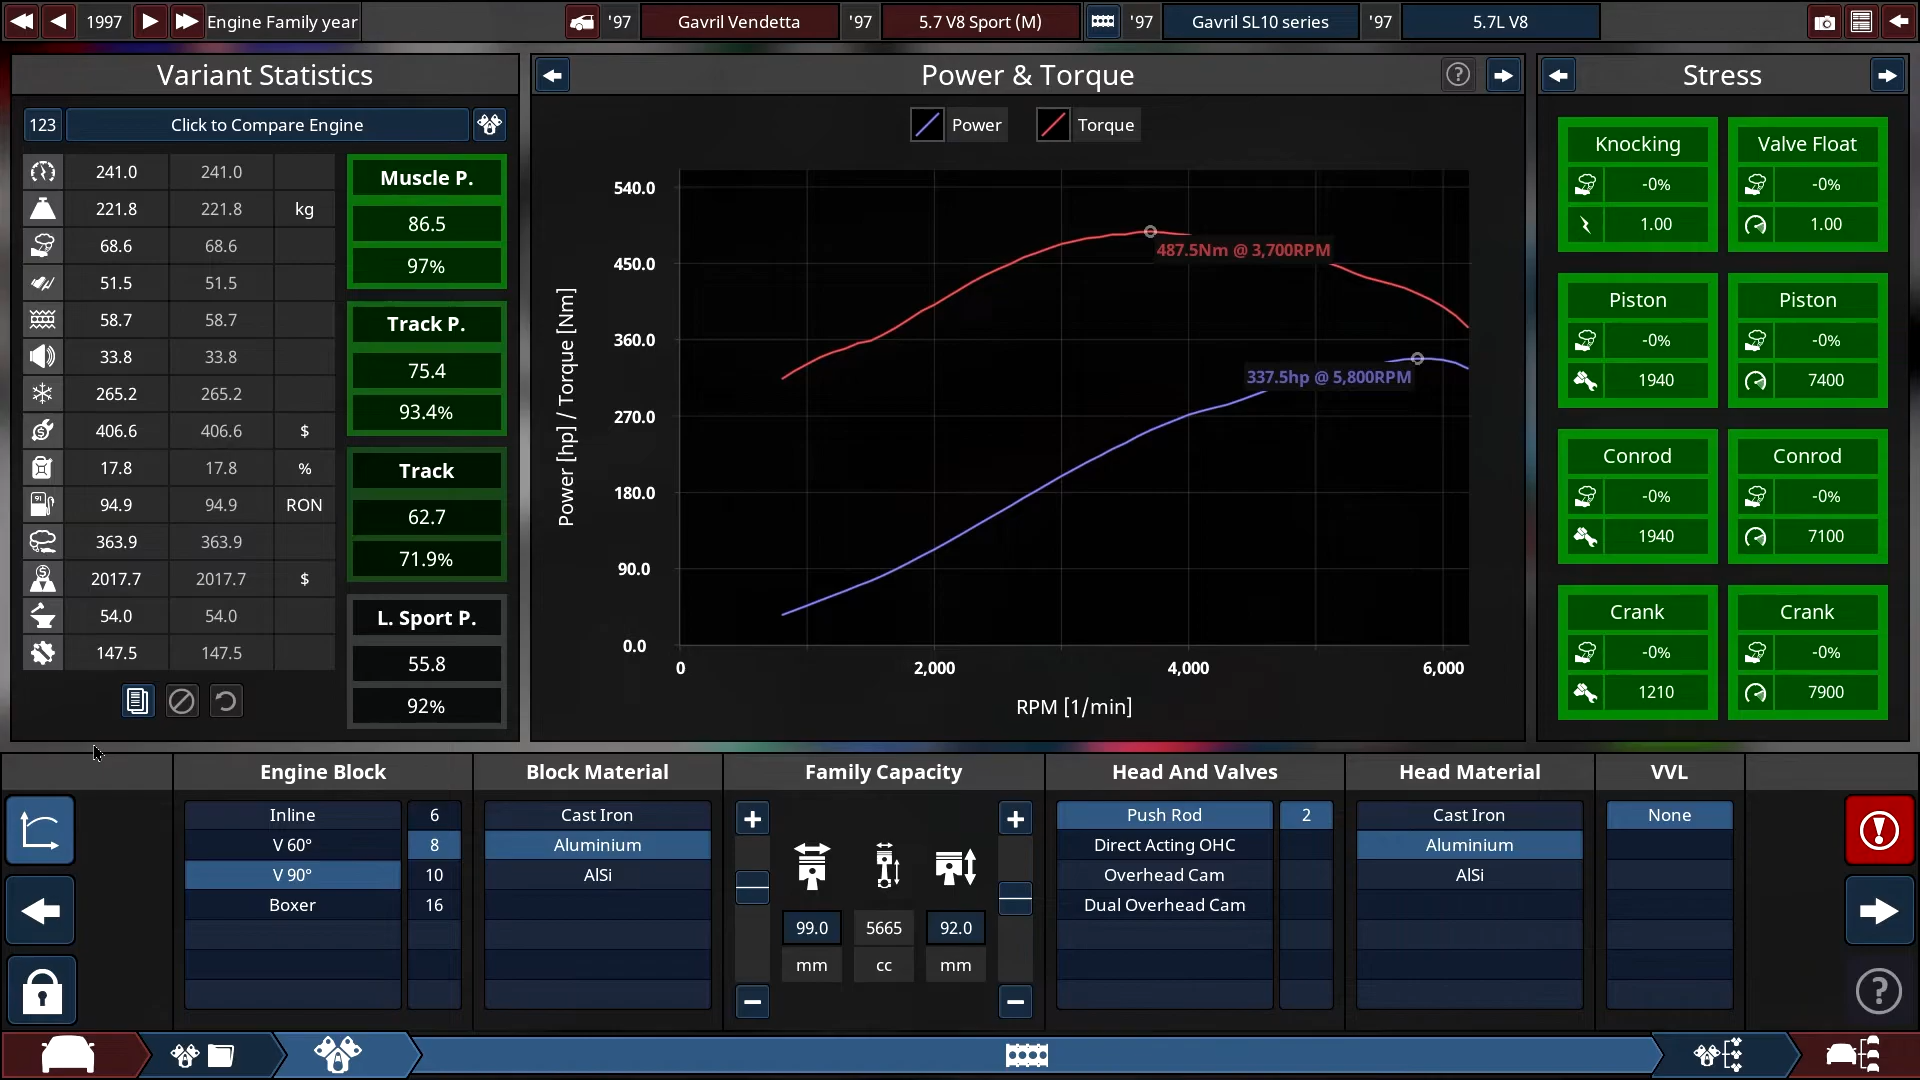 1997 Engine Family year '97 Gavril Vendetta '97 5.7 V8 Sport (M) '97 Gavril SL10 series '97 5.7L V8
Variant Statistics
123 Click to Compare Engine
241.0 241.0
221.8 221.8 kg
68.6 68.6
51.5 51.5
58.7 58.7
33.8 33.8
265.2 265.2
406.6 406.6 $
17.8 17.8 %
91
94.9 94.9 RON
363.9 363.9
2017.7 2017.7 $
54.0 54.0
147.5 147.5
Muscle P.
86.5
97%
Track P.
75.4
93.4%
Track
62.7
71.9%
L. Sport P.
55.8
92%
Power & Torque
?
Power Torque
Power [hp] / Torque [Nm]
540.0
450.0
360.0
270.0
180.0
90.0
0.0
487.5Nm @ 3,700RPM
337.5hp @ 5,800RPM
0 2,000 4,000 6,000
RPM [1/min]
Stress
Knocking
-0%
1.00
Valve Float
-0%
1.00
Piston
-0%
1940
Piston
-0%
7400
Conrod
-0%
1940
Conrod
-0%
7100
Crank
-0%
1210
Crank
-0%
7900
Engine Block
Inline 6
V 60° 8
V 90° 10
Boxer 16
Block Material
Cast Iron
Aluminium
AlSi
Family Capacity
+ +
99.0 5665 92.0
mm cc mm
− −
Head And Valves
Push Rod 2
Direct Acting OHC
Overhead Cam
Dual Overhead Cam
Head Material
Cast Iron
Aluminium
AlSi
VVL
None
!
?